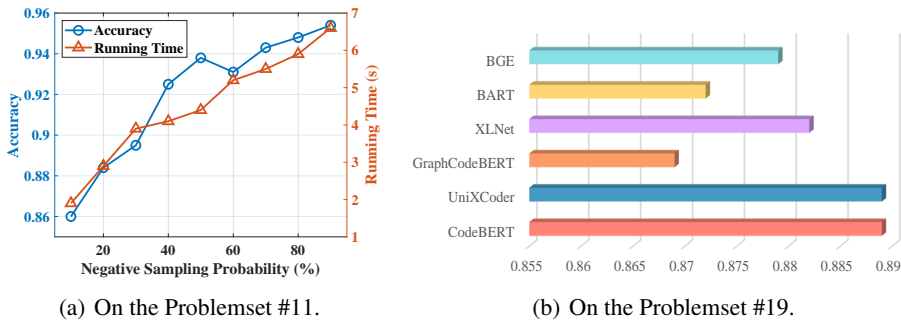 0.96
0.94
0.92
0.9
0.88
0.86
Accuracy
Accuracy
Running Time
7
6
5
4
3
2
1
Running Time (s)
20 40 60 80
Negative Sampling Probability (%)
(a) On the Problemset #11.
BGE
BART
XLNet
GraphCodeBERT
UniXCoder
CodeBERT
0.855 0.86 0.865 0.87 0.875 0.88 0.885 0.89
(b) On the Problemset #19.